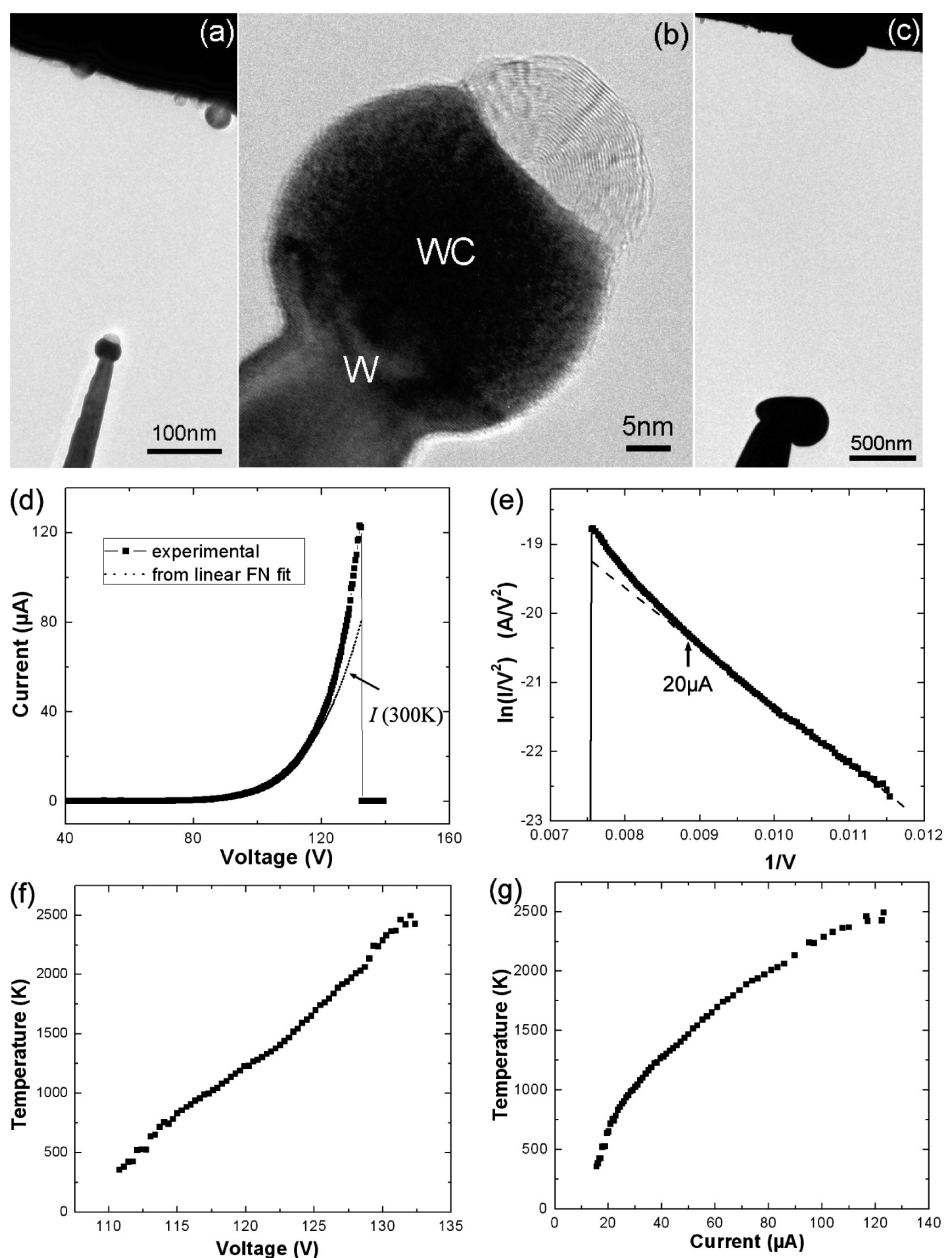 (a)
100nm
(b)
WC
W
5nm
(c)
500nm
(d)
120
80
40
0
40
80
120
160
Current (µA)
Voltage (V)
experimental
from linear FN fit
I (300K)
(e)
-19
-20
-21
-22
-23
0.007
0.008
0.009
0.010
0.011
0.012
ln(I/V²) (A/V²)
1/V
20µA
(f)
2500
2000
1500
1000
500
0
110
115
120
125
130
135
Temperature (K)
Voltage (V)
(g)
2500
2000
1500
1000
500
0
0
20
40
60
80
100
120
140
Temperature (K)
Current (µA)